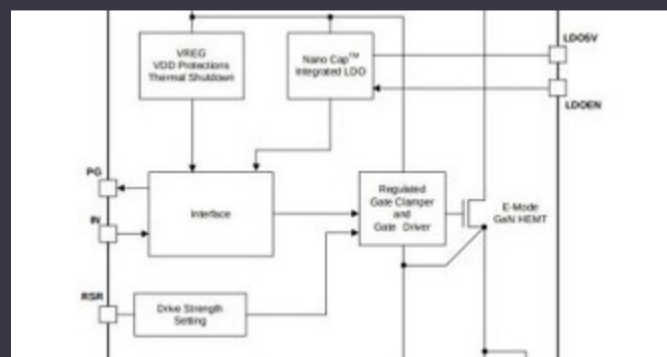 VREG
VDD Protections
Thermal Shutdown
Nano Cap™
Integrated LDO
LDO5V
LDOEN
PG
IN
Interface
Regulated
Gate Clamper
and
Gate Driver
E-Mode
GaN HEMT
RSR
Drive Strength
Setting